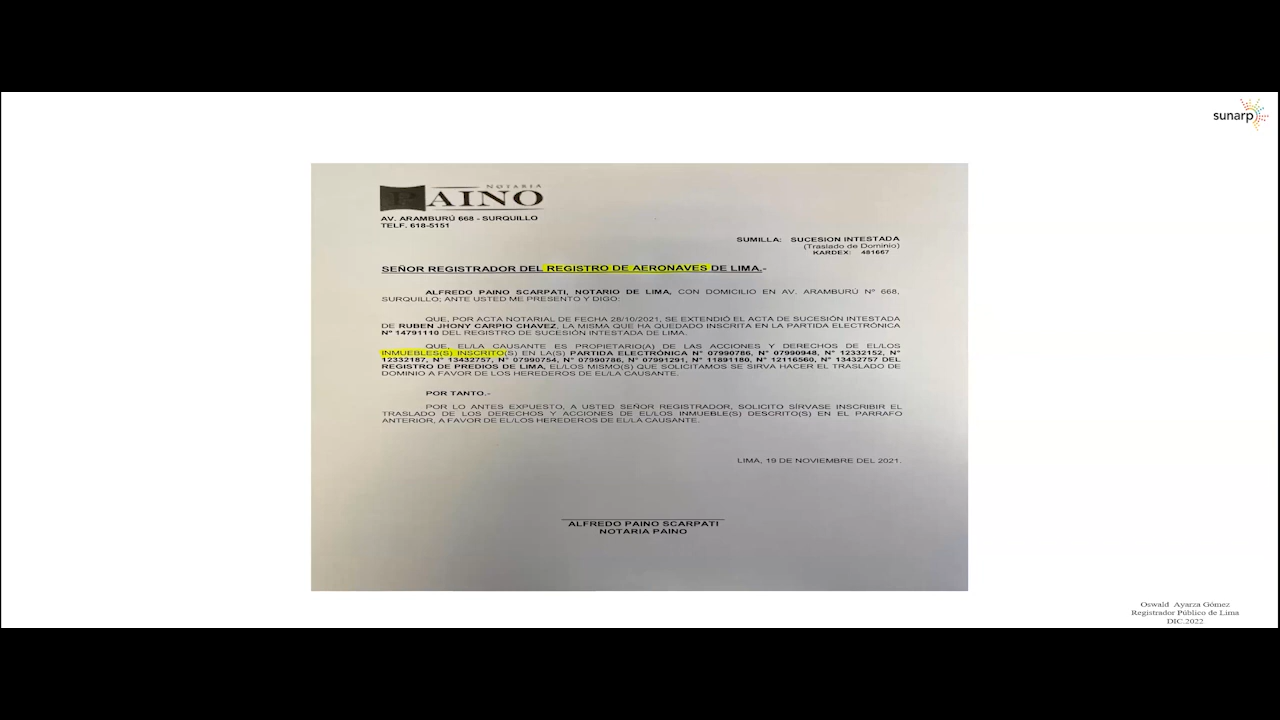 sunarp
NOTARIA
PAINO
AV. ARAMBURÚ 668 - SURQUILLO
TELF. 618-5151
SUMILLA: SUCESION INTESTADA
(Traslado de Dominio)
KARDEX: 481667
SEÑOR REGISTRADOR DEL REGISTRO DE AERONAVES DE LIMA.-
ALFREDO PAINO SCARPATI, NOTARIO DE LIMA, CON DOMICILIO EN AV. ARAMBURÚ Nº 668,
SURQUILLO; ANTE USTED ME PRESENTO Y DIGO:
QUE, POR ACTA NOTARIAL DE FECHA 28/10/2021, SE EXTENDIÓ EL ACTA DE SUCESIÓN INTESTADA
DE RUBEN JHONY CARPIO CHAVEZ, LA MISMA QUE HA QUEDADO INSCRITA EN LA PARTIDA ELECTRÓNICA
Nº 14791110 DEL REGISTRO DE SUCESIÓN INTESTADA DE LIMA.
QUE, EL/LA CAUSANTE ES PROPIETARIO(A) DE LAS ACCIONES Y DERECHOS DE EL/LOS
INMUEBLES(S) INSCRITO(S) EN LA(S) PARTIDA ELECTRÓNICA N° 07990786, N° 07990948, N° 12332152, N°
12332187, N° 13432757, N° 07990754, N° 07990786, N° 07991291, N° 11891180, N° 12116560, N° 13432757 DEL
REGISTRO DE PREDIOS DE LIMA, EL/LOS MISMO(S) QUE SOLICITAMOS SE SIRVA HACER EL TRASLADO DE
DOMINIO A FAVOR DE LOS HEREDEROS DE EL/LA CAUSANTE.
POR TANTO.-
POR LO ANTES EXPUESTO, A USTED SEÑOR REGISTRADOR, SOLICITO SÍRVASE INSCRIBIR EL
TRASLADO DE LOS DERECHOS Y ACCIONES DE EL/LOS INMUEBLE(S) DESCRITO(S) EN EL PARRAFO
ANTERIOR, A FAVOR DE EL/LOS HEREDEROS DE EL/LA CAUSANTE.
LIMA, 19 DE NOVIEMBRE DEL 2021.
ALFREDO PAINO SCARPATI
NOTARIA PAINO
Oswald Ayarza Gómez
Registrador Público de Lima
DIC.2022